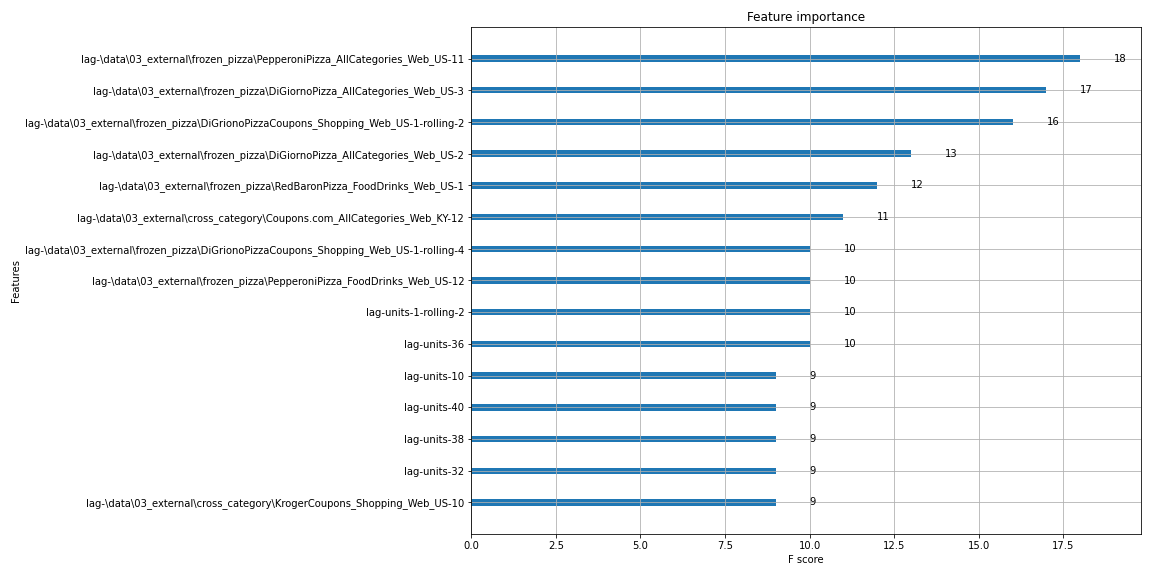 Feature importance
lag-\data\03_external\frozen_pizza\PepperoniPizza_AllCategories_Web_US-11 18
lag-\data\03_external\frozen_pizza\DiGiornoPizza_AllCategories_Web_US-3 17
lag-\data\03_external\frozen_pizza\DiGrionoPizzaCoupons_Shopping_Web_US-1-rolling-2 16
lag-\data\03_external\frozen_pizza\DiGiornoPizza_AllCategories_Web_US-2 13
lag-\data\03_external\frozen_pizza\RedBaronPizza_FoodDrinks_Web_US-1 12
lag-\data\03_external\cross_category\Coupons.com_AllCategories_Web_KY-12 11
lag-\data\03_external\frozen_pizza\DiGrionoPizzaCoupons_Shopping_Web_US-1-rolling-4 10
lag-\data\03_external\frozen_pizza\PepperoniPizza_FoodDrinks_Web_US-12 10
Features
lag-units-1-rolling-2 10
lag-units-36 10
lag-units-10 9
lag-units-40 9
lag-units-38 9
lag-units-32 9
lag-\data\03_external\cross_category\KrogerCoupons_Shopping_Web_US-10 9
0.0 2.5 5.0 7.5 10.0 12.5 15.0 17.5
F score